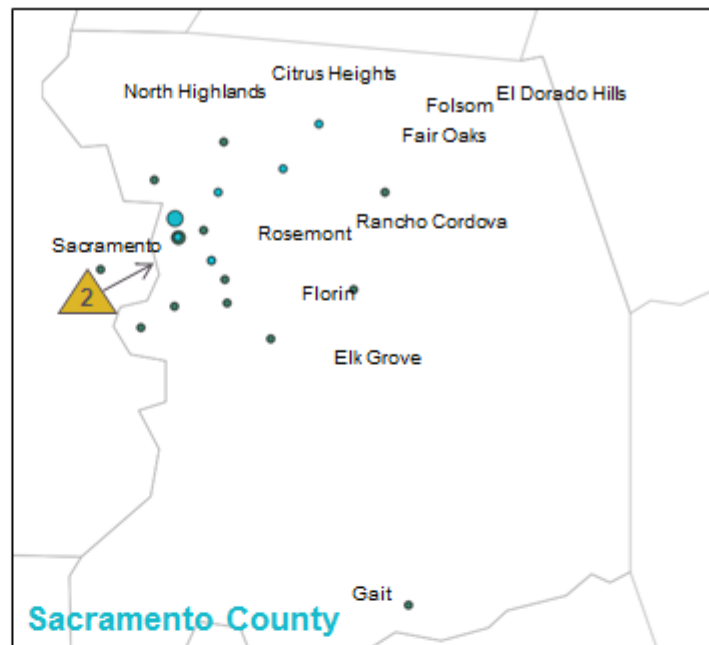 Citrus Heights
North Highlands
El Dorado Hills
Folsom
Fair Oaks
Rancho Cordova
Rosemont
Sacramento
2
Florin
Elk Grove
Gait
Sacramento County